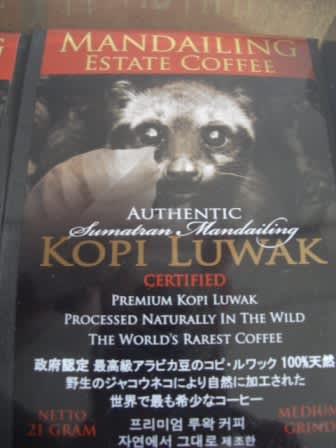 MANDAILING
ESTATE COFFEE
AUTHENTIC
Sumatran Mandailing
KOPI LUWAK
CERTIFIED
PREMIUM KOPI LUWAK
PROCESSED NATURALLY IN THE WILD
THE WORLD'S RAREST COFFEE
政府認定 最高級アラビカ豆のコピ・ルワック 100%天然
野生のジャコウネコにより自然に加工された
世界で最も希少なコーヒー
NETTO
21 GRAM
프리미엄 루왁 커피
자연에서 그대로 제조한
MEDIUM
GRIND